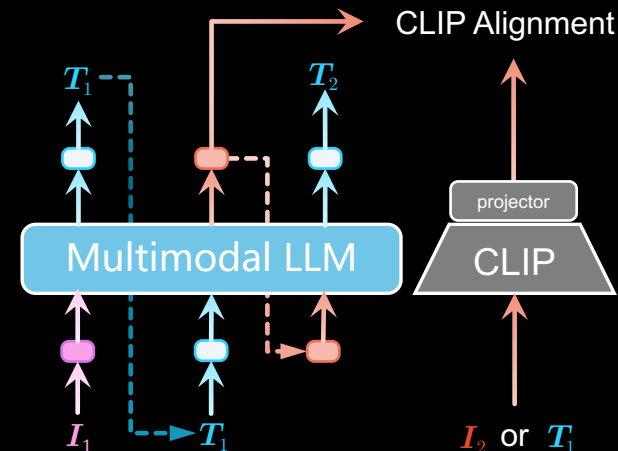 CLIP Alignment
T₁
T₂
projector
Multimodal LLM
CLIP
I₁
T₁
I₂ or T₁